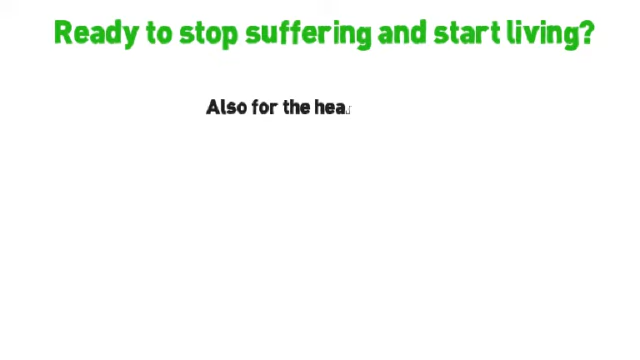 Ready to stop suffering and start living?
Also for the hea